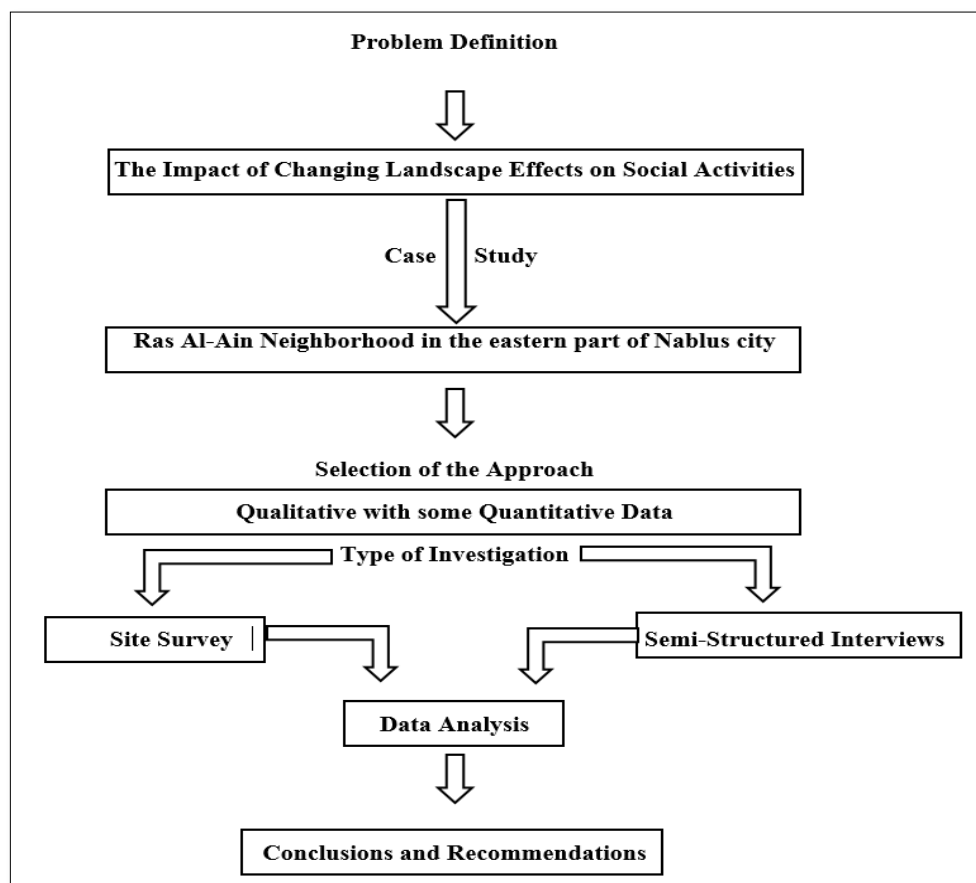 Problem Definition
The Impact of Changing Landscape Effects on Social Activities
Case Study
Ras Al-Ain Neighborhood in the eastern part of Nablus city
Selection of the Approach
Qualitative with some Quantitative Data
Type of Investigation
Site Survey
Semi-Structured Interviews
Data Analysis
Conclusions and Recommendations